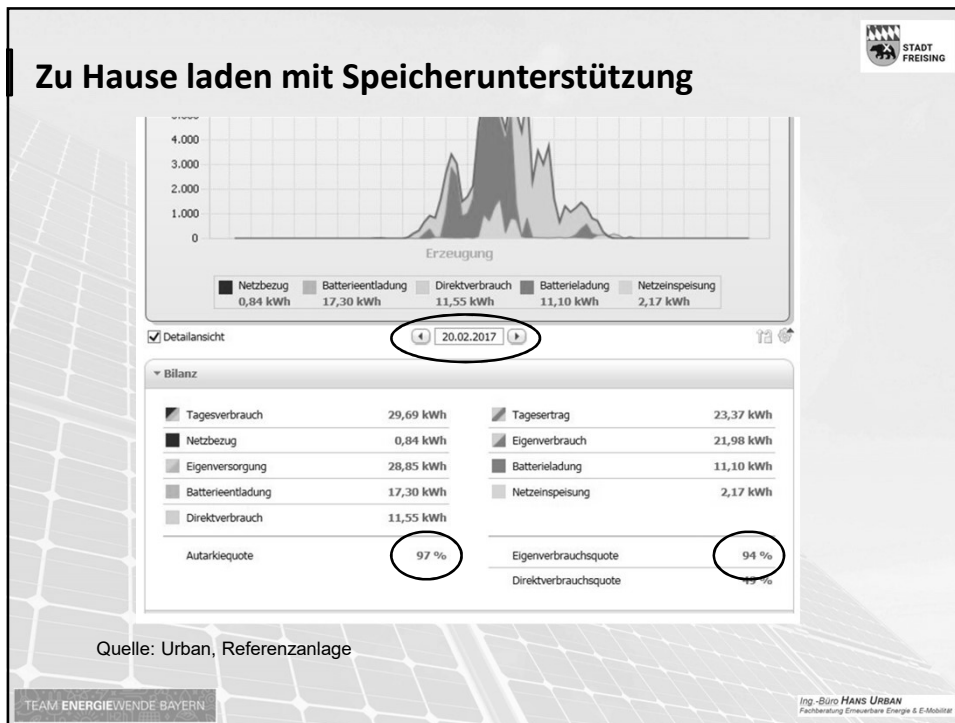 STADT
FREISING
Zu Hause laden mit Speicherunterstützung
4.000
3.000
2.000
1.000
0
Erzeugung
Netzbezug Batterieentladung Direktverbrauch Batterieladung Netzeinspeisung
0,84 kWh 17,30 kWh 11,55 kWh 11,10 kWh 2,17 kWh
Detailansicht 20.02.2017
Bilanz
Tagesverbrauch 29,69 kWh Tagesertrag 23,37 kWh
Netzbezug 0,84 kWh Eigenverbrauch 21,98 kWh
Eigenversorgung 28,85 kWh Batterieladung 11,10 kWh
Batterieentladung 17,30 kWh Netzeinspeisung 2,17 kWh
Direktverbrauch 11,55 kWh
Autarkiequote 97 % Eigenverbrauchsquote 94 %
Direktverbrauchsquote 49 %
Quelle: Urban, Referenzanlage
TEAM ENERGIEWENDE BAYERN
Ing.-Büro HANS URBAN
Fachberatung Erneuerbare Energie & E-Mobilität